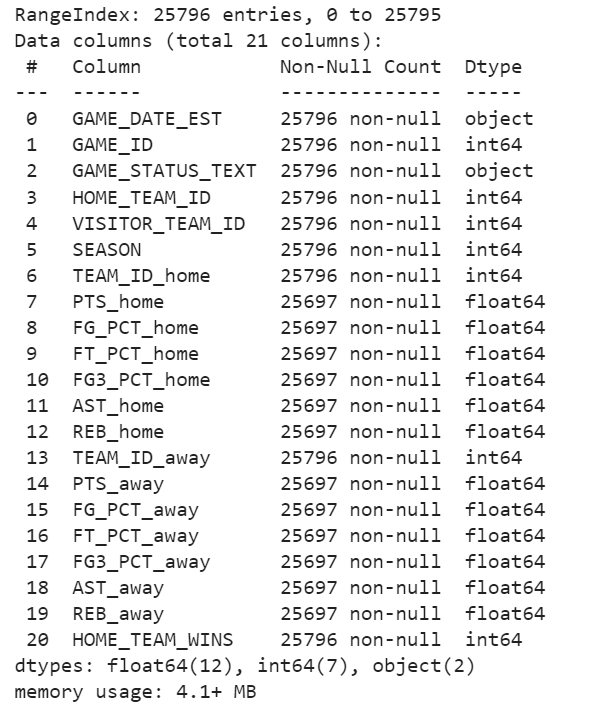 RangeIndex: 25796 entries, 0 to 25795
Data columns (total 21 columns):
 #   Column            Non-Null Count  Dtype
---  ------            --------------  -----
 0   GAME_DATE_EST     25796 non-null  object
 1   GAME_ID           25796 non-null  int64
 2   GAME_STATUS_TEXT  25796 non-null  object
 3   HOME_TEAM_ID      25796 non-null  int64
 4   VISITOR_TEAM_ID   25796 non-null  int64
 5   SEASON            25796 non-null  int64
 6   TEAM_ID_home      25796 non-null  int64
 7   PTS_home          25697 non-null  float64
 8   FG_PCT_home       25697 non-null  float64
 9   FT_PCT_home       25697 non-null  float64
 10  FG3_PCT_home      25697 non-null  float64
 11  AST_home          25697 non-null  float64
 12  REB_home          25697 non-null  float64
 13  TEAM_ID_away      25796 non-null  int64
 14  PTS_away          25697 non-null  float64
 15  FG_PCT_away       25697 non-null  float64
 16  FT_PCT_away       25697 non-null  float64
 17  FG3_PCT_away      25697 non-null  float64
 18  AST_away          25697 non-null  float64
 19  REB_away          25697 non-null  float64
 20  HOME_TEAM_WINS    25796 non-null  int64
dtypes: float64(12), int64(7), object(2)
memory usage: 4.1+ MB